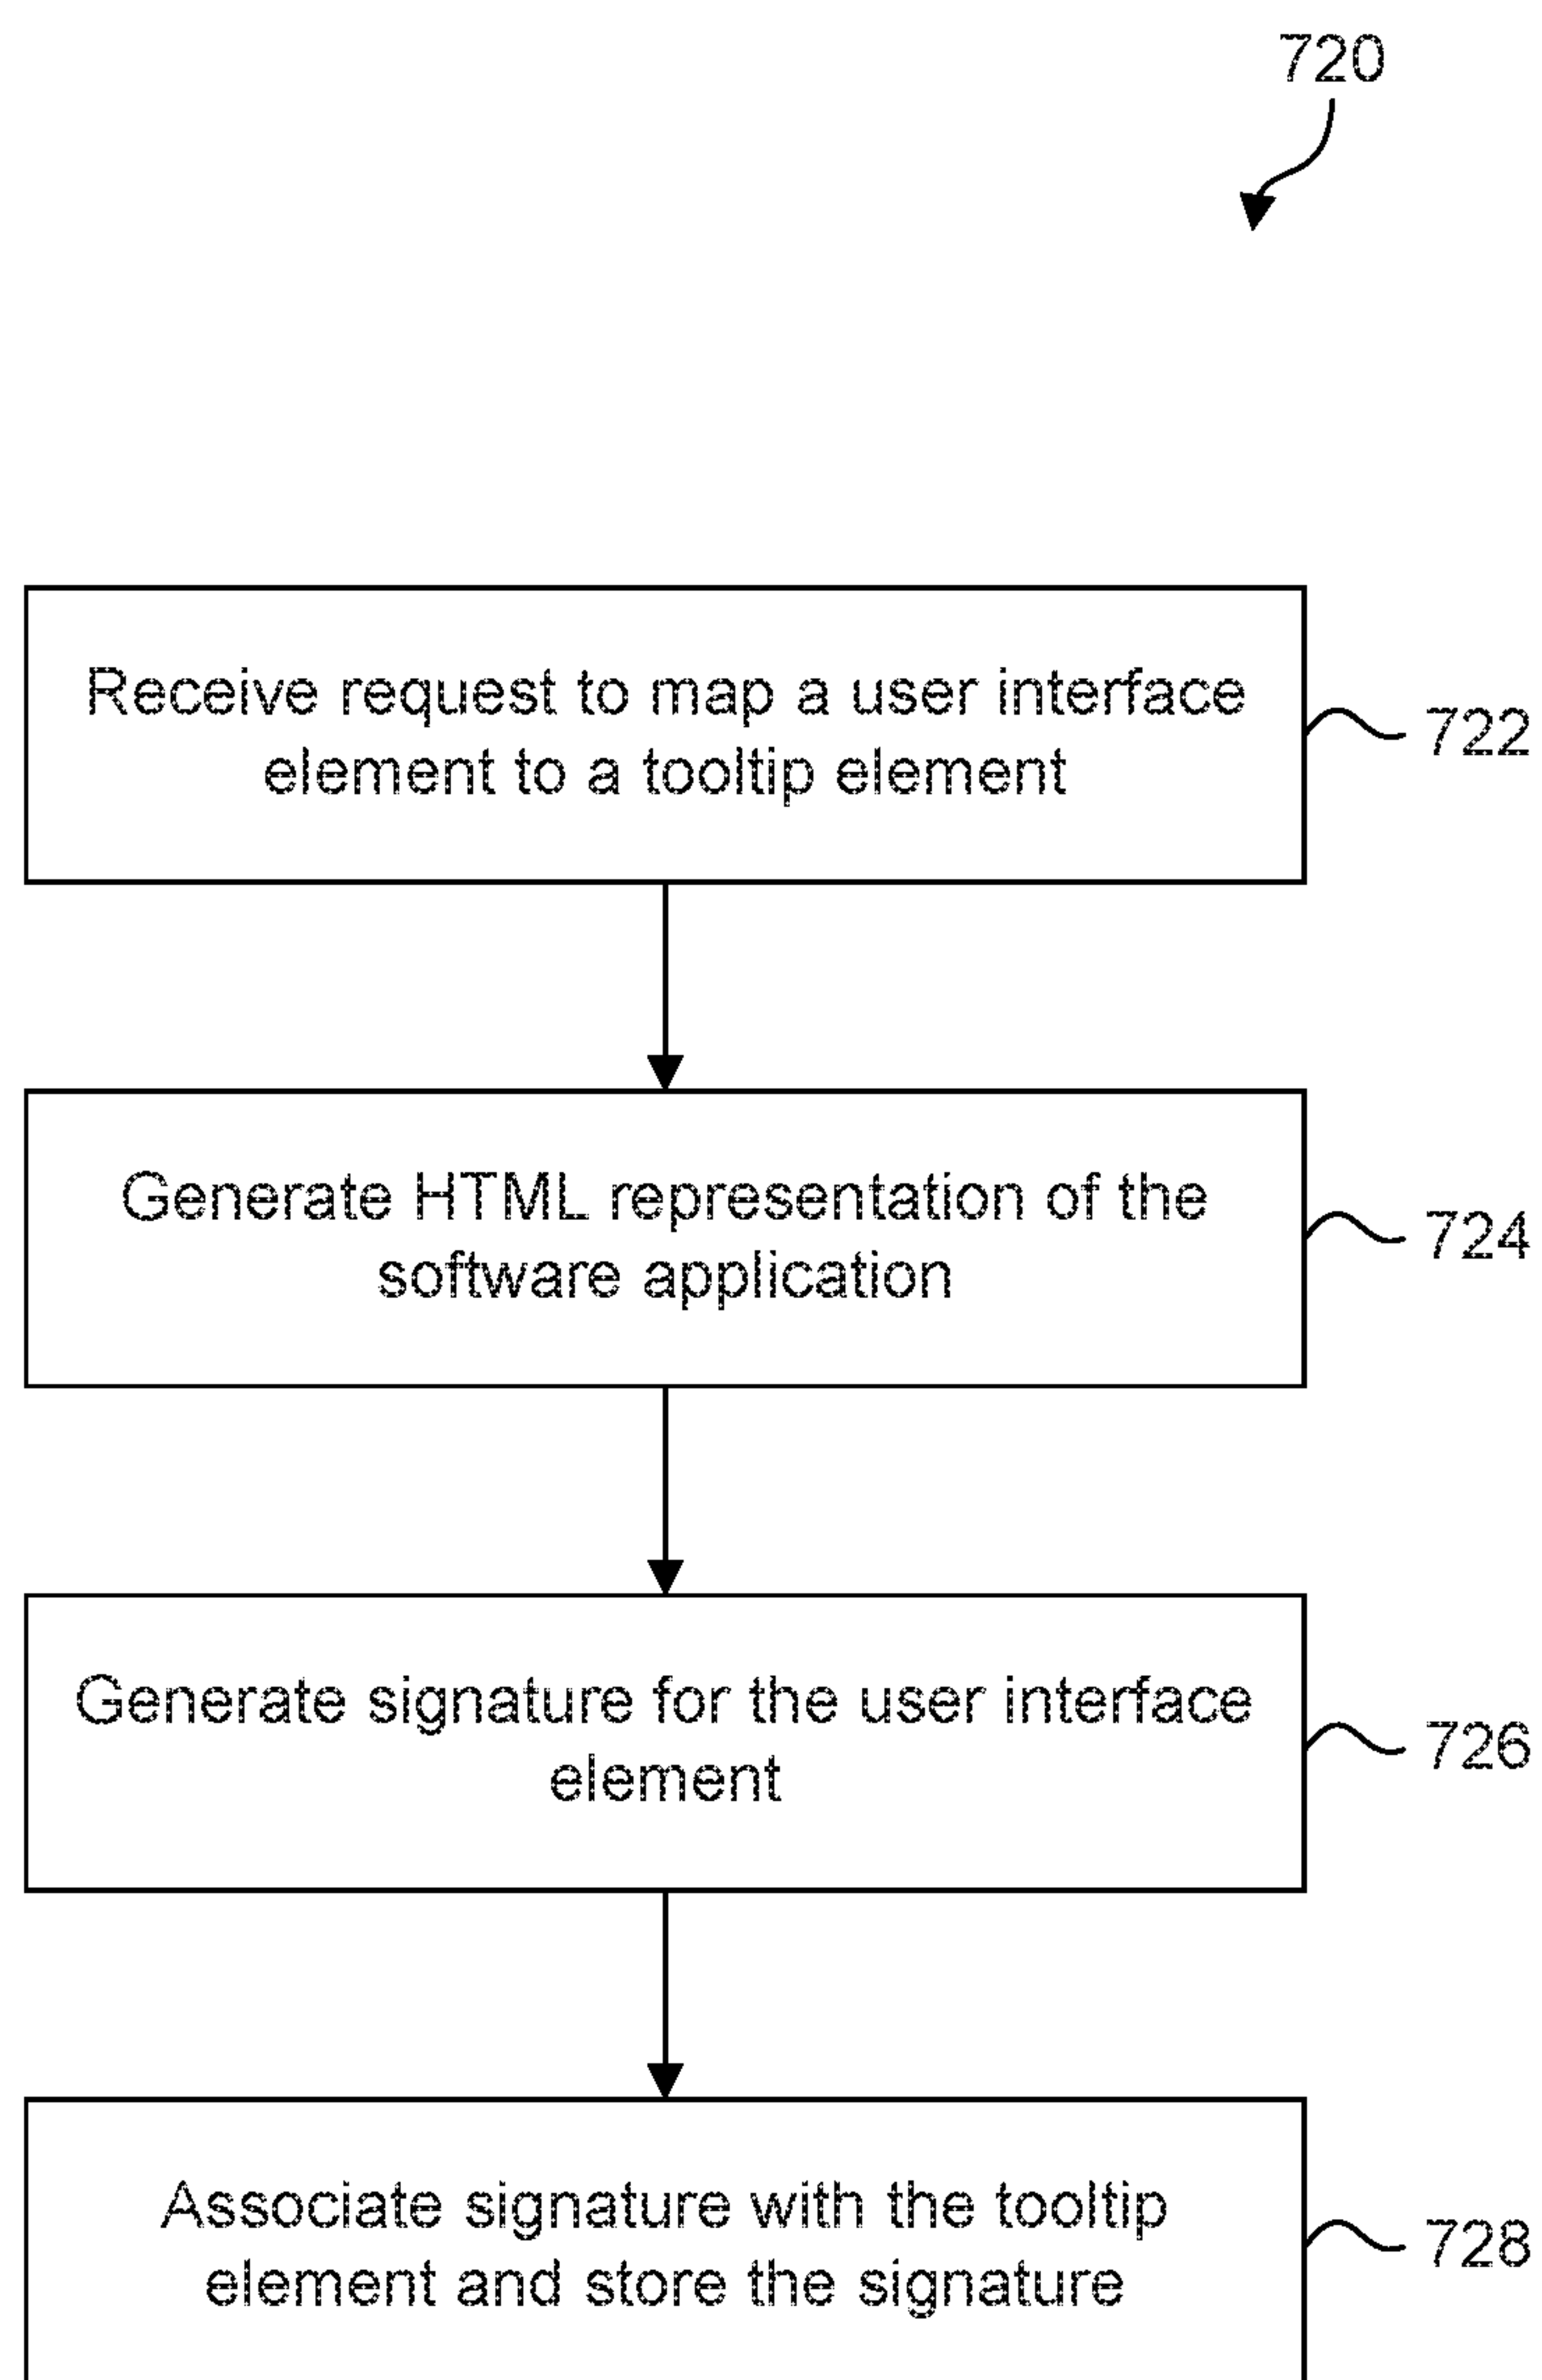 720
Receive request to map a user interface
element to a tooltip element
722
Generate HTML representation of the
software application
724
Generate signature for the user interface
element
726
Associate signature with the tooltip
element and store the signature
728